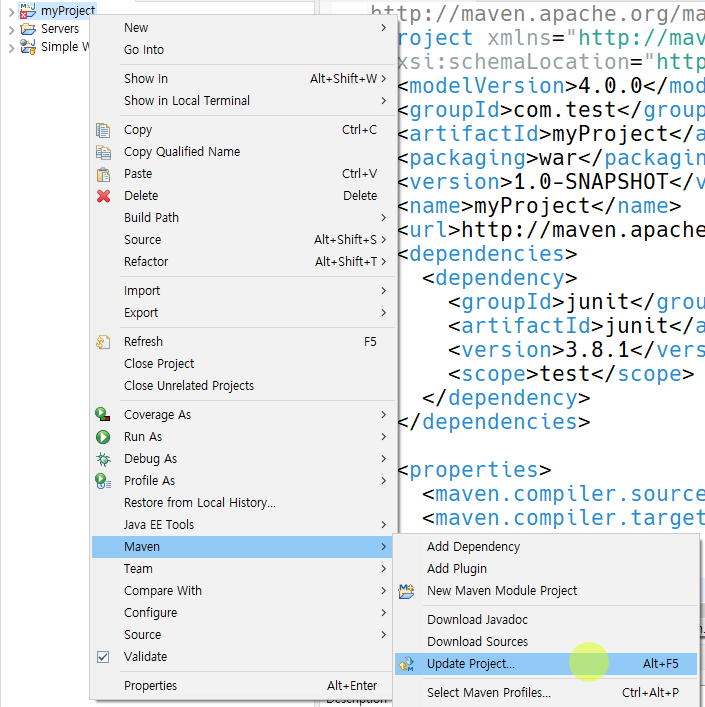 myProject
Servers
Simple W
New
Go Into
Show In Alt+Shift+W
Show in Local Terminal
Copy Ctrl+C
Copy Qualified Name
Paste Ctrl+V
Delete Delete
Build Path
Source Alt+Shift+S
Refactor Alt+Shift+T
Import
Export
Refresh F5
Close Project
Close Unrelated Projects
Coverage As
Run As
Debug As
Profile As
Restore from Local History...
Java EE Tools
Maven
Team
Compare With
Configure
Source
Validate
Properties Alt+Enter
http://maven.apache.org/ma
roject xmlns="http://mav
xsi:schemaLocation="http
<modelVersion>4.0.0</mod
<groupId>com.test</group
<artifactId>myProject</a
<packaging>war</packagin
<version>1.0-SNAPSHOT</v
<name>myProject</name>
<url>http://maven.apache
<dependencies>
<dependency>
<groupId>junit</grou
<artifactId>junit</a
<version>3.8.1</vers
<scope>test</scope>
</dependency>
</dependencies>
<properties>
<maven.compiler.source
<maven.compiler.target
Add Dependency
Add Plugin
New Maven Module Project
Download Javadoc
Download Sources
Update Project... Alt+F5
Select Maven Profiles... Ctrl+Alt+P